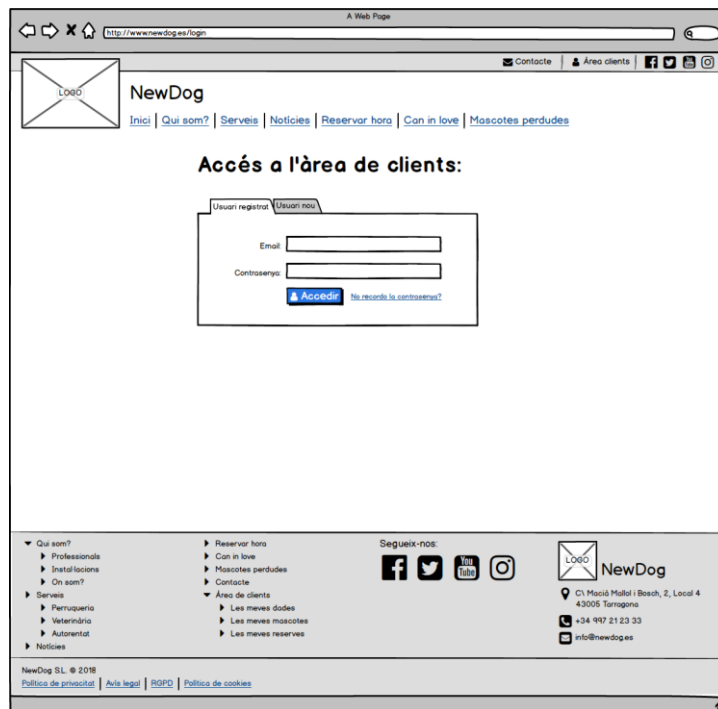 A Web Page
http://www.newdog.es/login
Contacte
Área clients
LOGO
NewDog
Inici | Qui som? | Serveis | Notícies | Reservar hora | Can in love | Mascotes perdudes
Accés a l'àrea de clients:
Usuari registrat
Usuari nou
Email:
Contrasenya:
Accedir
No recorda la contrasenya?
Qui som?
Professionals
Instal·lacions
On som?
Serveis
Perruqueria
Veterinària
Autorentat
Notícies
Reservar hora
Can in love
Mascotes perdudes
Contacte
Área de clients
Les meves dades
Les meves mascotes
Les meves reserves
Segueix-nos:
You
Tube
LOGO
NewDog
C\ Macià Mallol i Bosch, 2, Local 4
43005 Tarragona
+34 997 21 23 33
info@newdog.es
NewDog S.L. © 2018
Política de privacitat | Avís legal | RGPD | Política de cookies